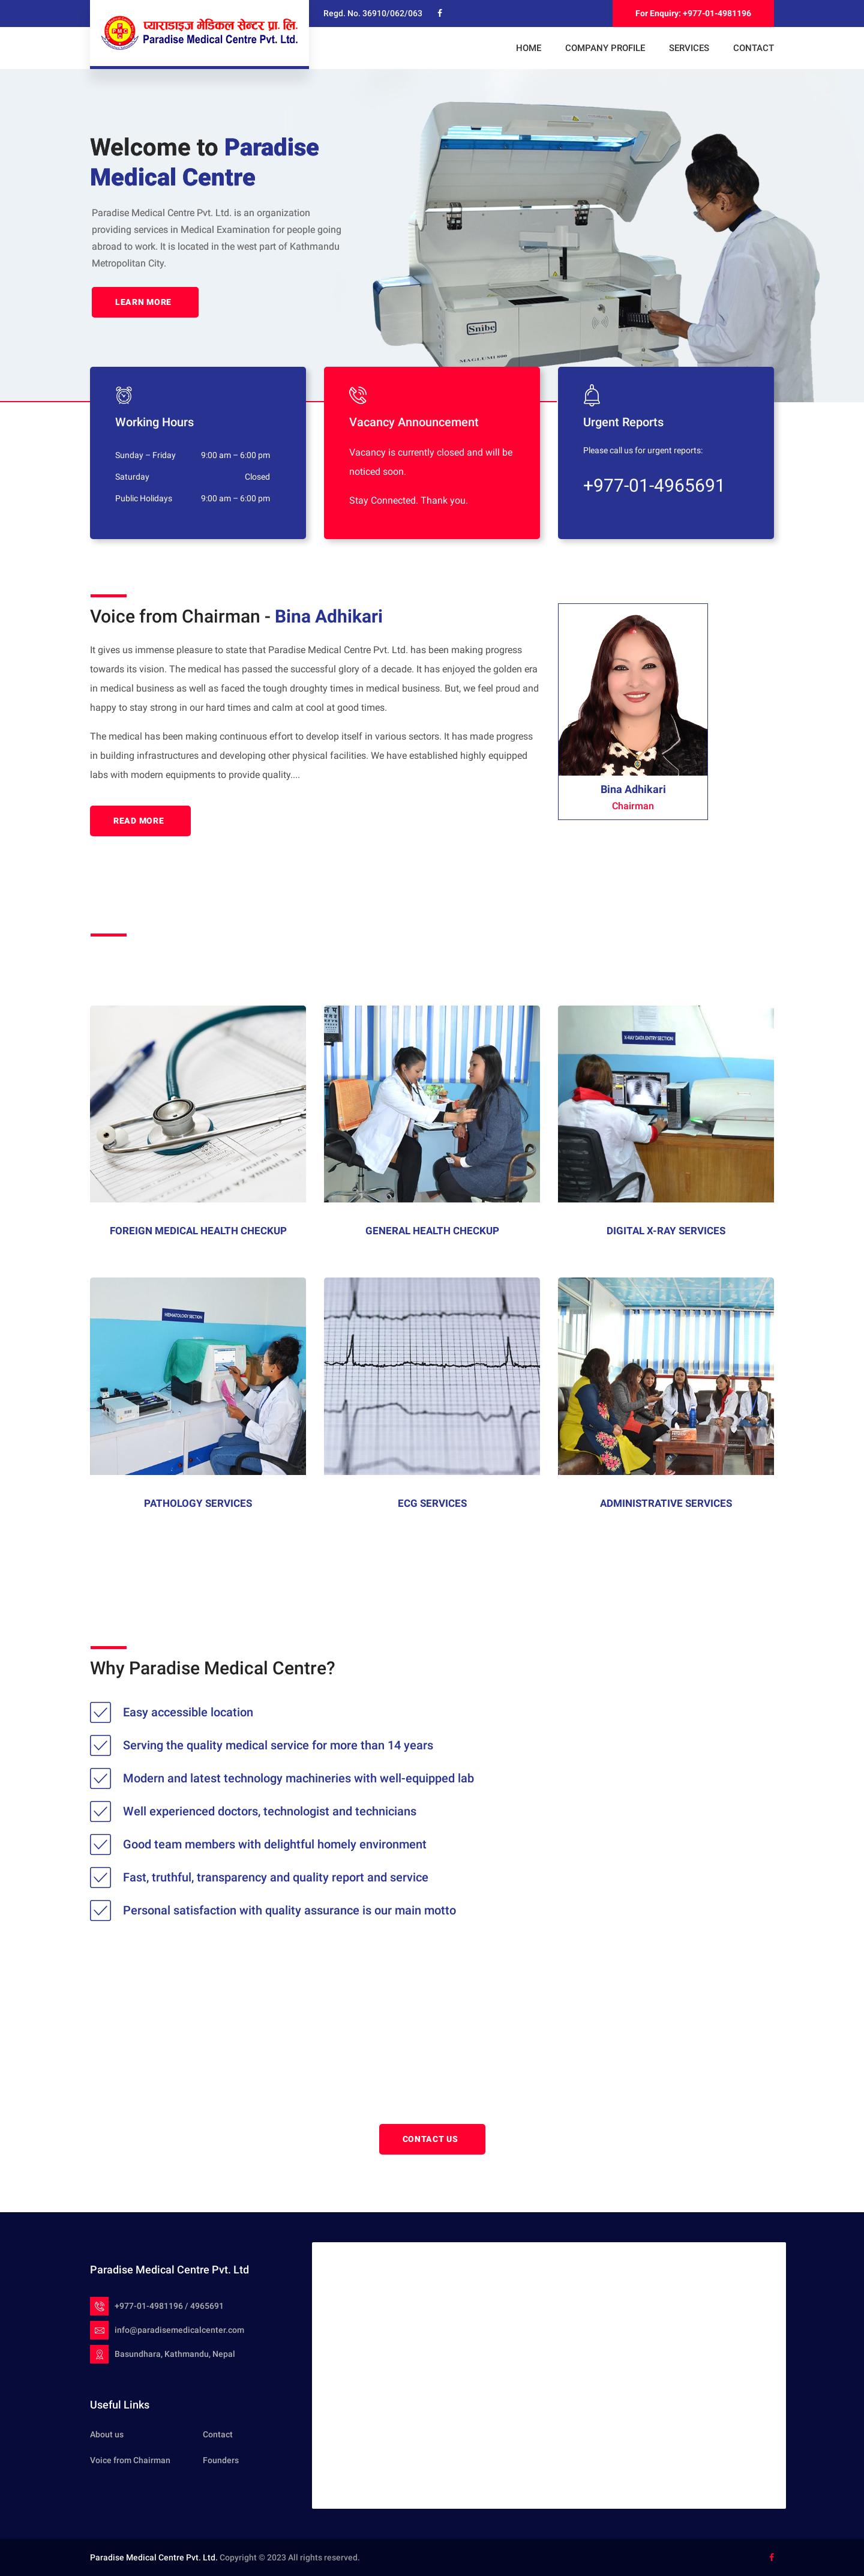 प्याराडाइज मेडिकल सेन्टर प्रा. लि.
Paradise Medical Centre Pvt. Ltd.
Regd. No. 36910/062/063
For Enquiry: +977-01-4981196
HOME
COMPANY PROFILE
SERVICES
CONTACT
Welcome to Paradise
Medical Centre
Paradise Medical Centre Pvt. Ltd. is an organization
providing services in Medical Examination for people going
abroad to work. It is located in the west part of Kathmandu
Metropolitan City.
LEARN MORE
Snibe
Working Hours
Sunday – Friday 9:00 am – 6:00 pm
Saturday Closed
Public Holidays 9:00 am – 6:00 pm
Vacancy Announcement
Vacancy is currently closed and will be
noticed soon.
Stay Connected. Thank you.
Urgent Reports
Please call us for urgent reports:
+977-01-4965691
Voice from Chairman - Bina Adhikari
It gives us immense pleasure to state that Paradise Medical Centre Pvt. Ltd. has been making progress
towards its vision. The medical has passed the successful glory of a decade. It has enjoyed the golden era
in medical business as well as faced the tough droughty times in medical business. But, we feel proud and
happy to stay strong in our hard times and calm at cool at good times.
The medical has been making continuous effort to develop itself in various sectors. It has made progress
in building infrastructures and developing other physical facilities. We have established highly equipped
labs with modern equipments to provide quality....
READ MORE
Bina Adhikari
Chairman
X-RAY DATA ENTRY SECTION
FOREIGN MEDICAL HEALTH CHECKUP
GENERAL HEALTH CHECKUP
DIGITAL X-RAY SERVICES
HEMATOLOGY SECTION
PATHOLOGY SERVICES
ECG SERVICES
ADMINISTRATIVE SERVICES
Why Paradise Medical Centre?
Easy accessible location
Serving the quality medical service for more than 14 years
Modern and latest technology machineries with well-equipped lab
Well experienced doctors, technologist and technicians
Good team members with delightful homely environment
Fast, truthful, transparency and quality report and service
Personal satisfaction with quality assurance is our main motto
CONTACT US
Paradise Medical Centre Pvt. Ltd
+977-01-4981196 / 4965691
info@paradisemedicalcenter.com
Basundhara, Kathmandu, Nepal
Useful Links
About us
Contact
Voice from Chairman
Founders
Paradise Medical Centre Pvt. Ltd. Copyright © 2023 All rights reserved.